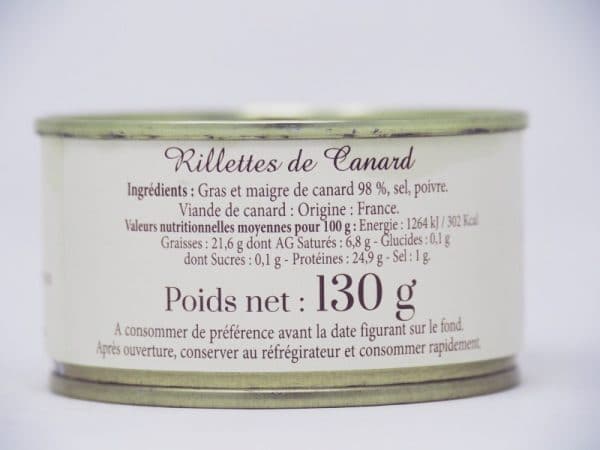 Rillettes de Canard
Ingrédients : Gras et maigre de canard 98 %, sel, poivre.
Viande de canard : Origine : France.
Valeurs nutritionnelles moyennes pour 100 g : Energie : 1264 kJ / 302 Kcal
Graisses : 21,6 g dont AG Saturés : 6,8 g - Glucides : 0,1 g
dont Sucres : 0,1 g - Protéines : 24,9 g - Sel : 1 g.
Poids net : 130 g
A consommer de préférence avant la date figurant sur le fond.
Après ouverture, conserver au réfrigirateur et consommer rapidement.